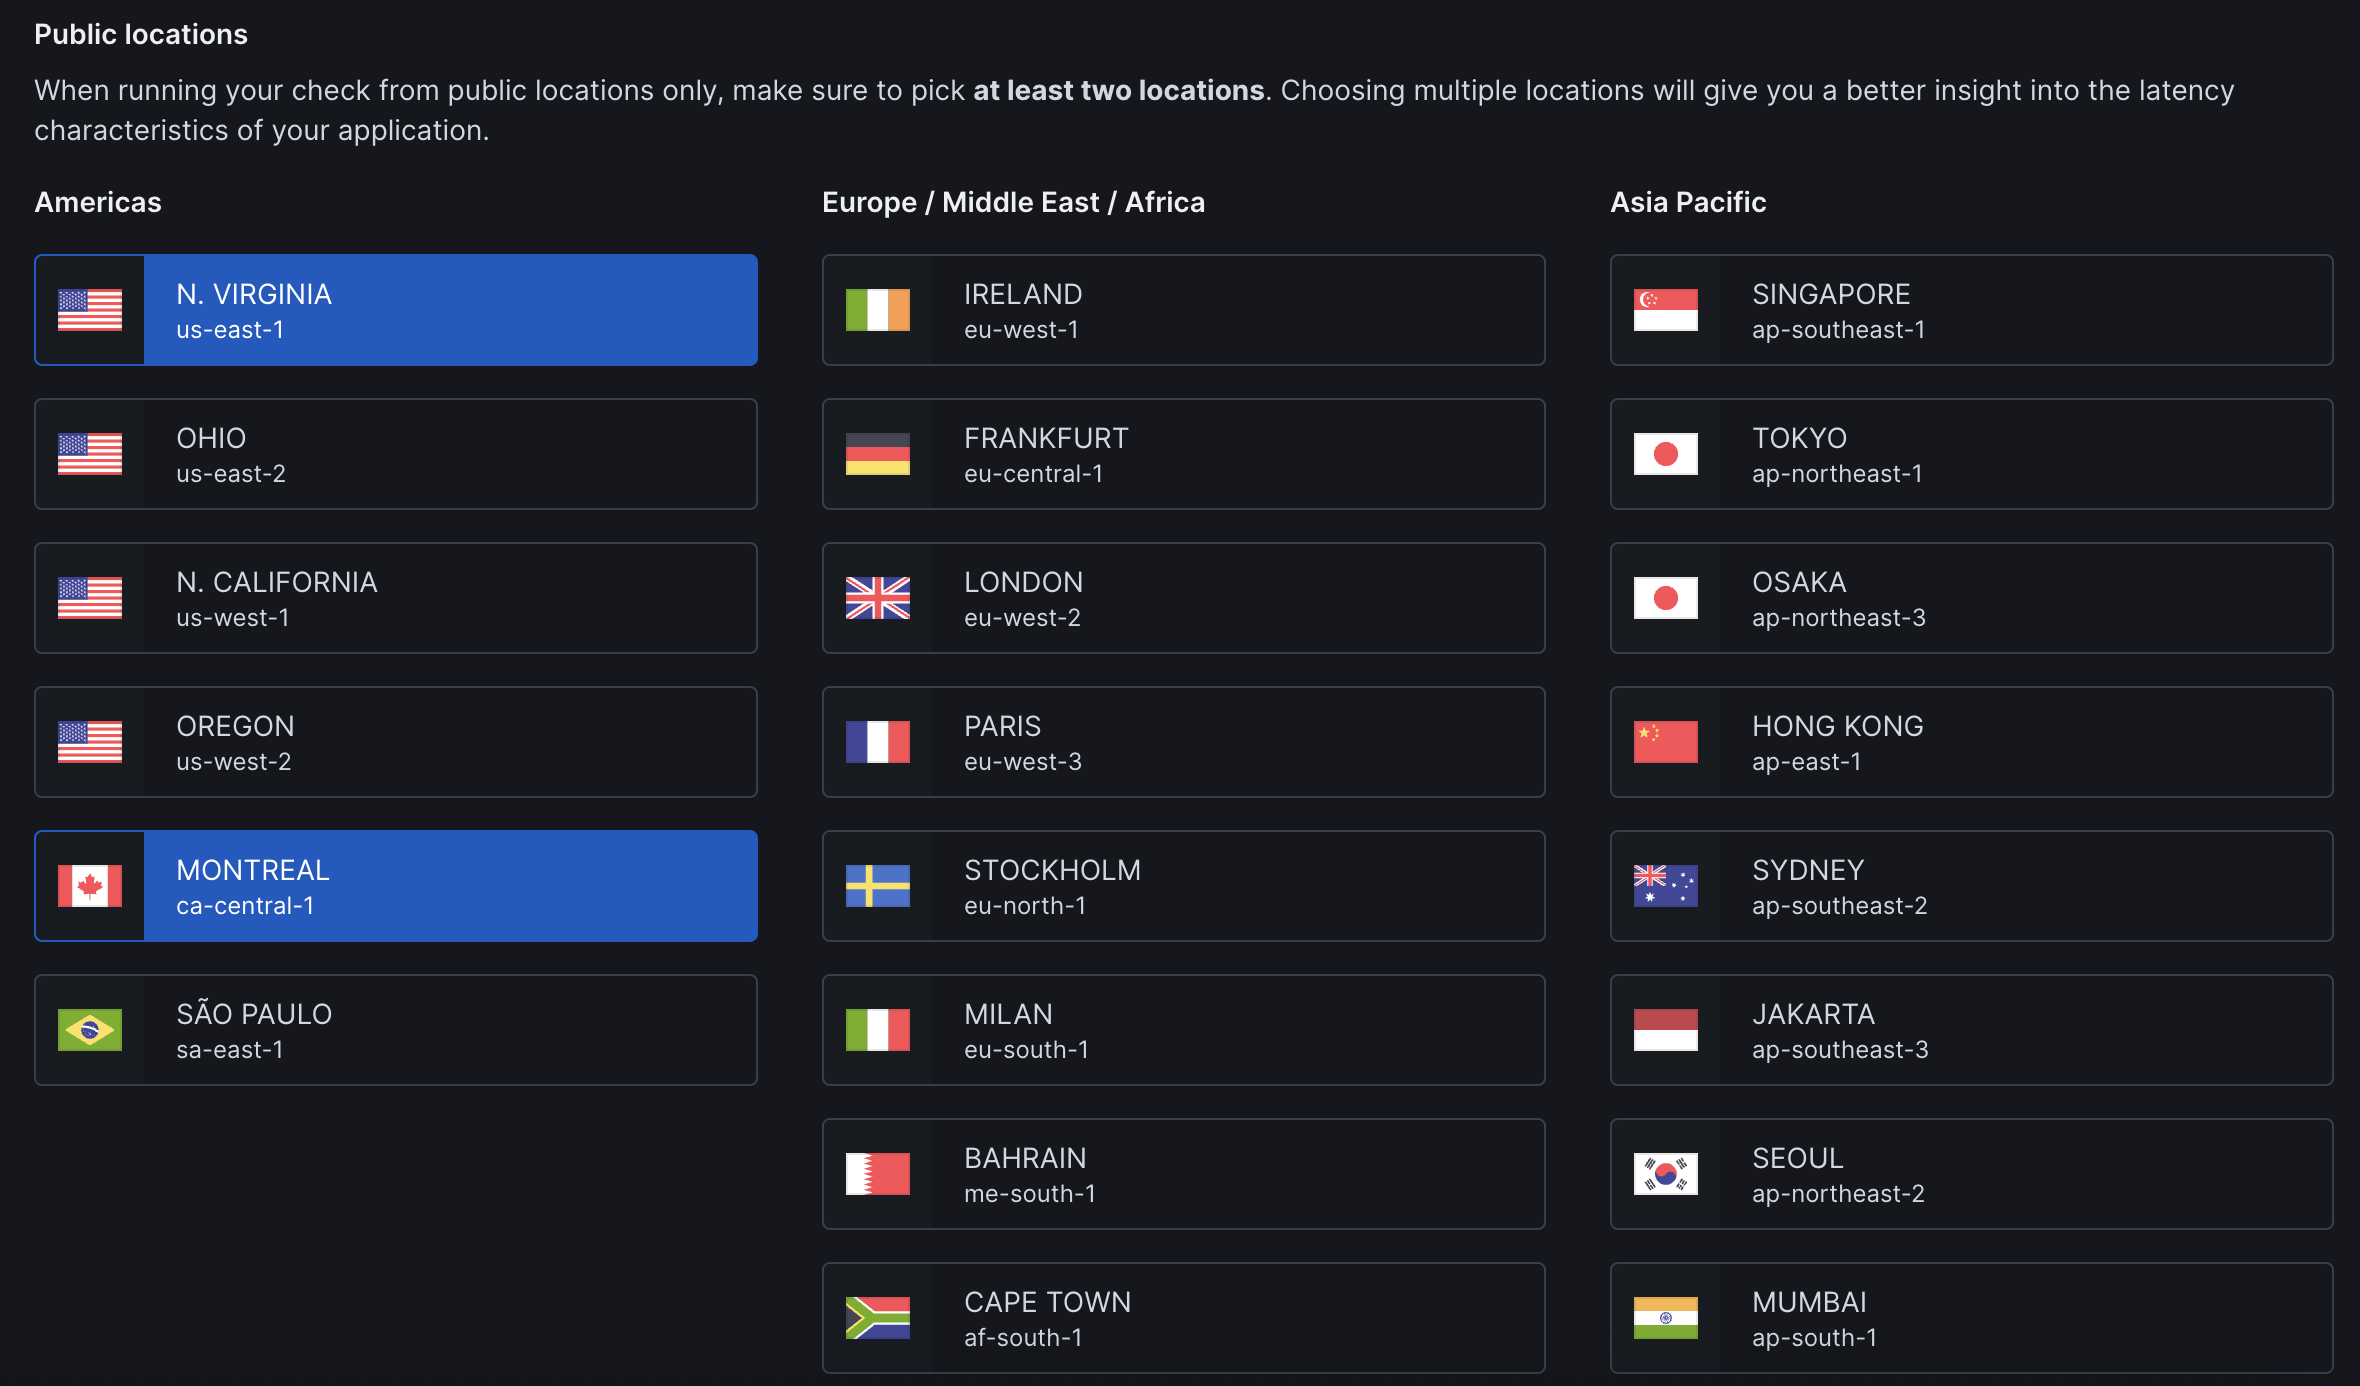 Public locations
When running your check from public locations only, make sure to pick at least two locations. Choosing multiple locations will give you a better insight into the latency
characteristics of your application.
Americas
N. VIRGINIA
us-east-1
OHIO
us-east-2
N. CALIFORNIA
us-west-1
OREGON
us-west-2
MONTREAL
ca-central-1
SÃO PAULO
sa-east-1
Europe / Middle East / Africa
IRELAND
eu-west-1
FRANKFURT
eu-central-1
LONDON
eu-west-2
PARIS
eu-west-3
STOCKHOLM
eu-north-1
MILAN
eu-south-1
BAHRAIN
me-south-1
CAPE TOWN
af-south-1
Asia Pacific
SINGAPORE
ap-southeast-1
TOKYO
ap-northeast-1
OSAKA
ap-northeast-3
HONG KONG
ap-east-1
SYDNEY
ap-southeast-2
JAKARTA
ap-southeast-3
SEOUL
ap-northeast-2
MUMBAI
ap-south-1